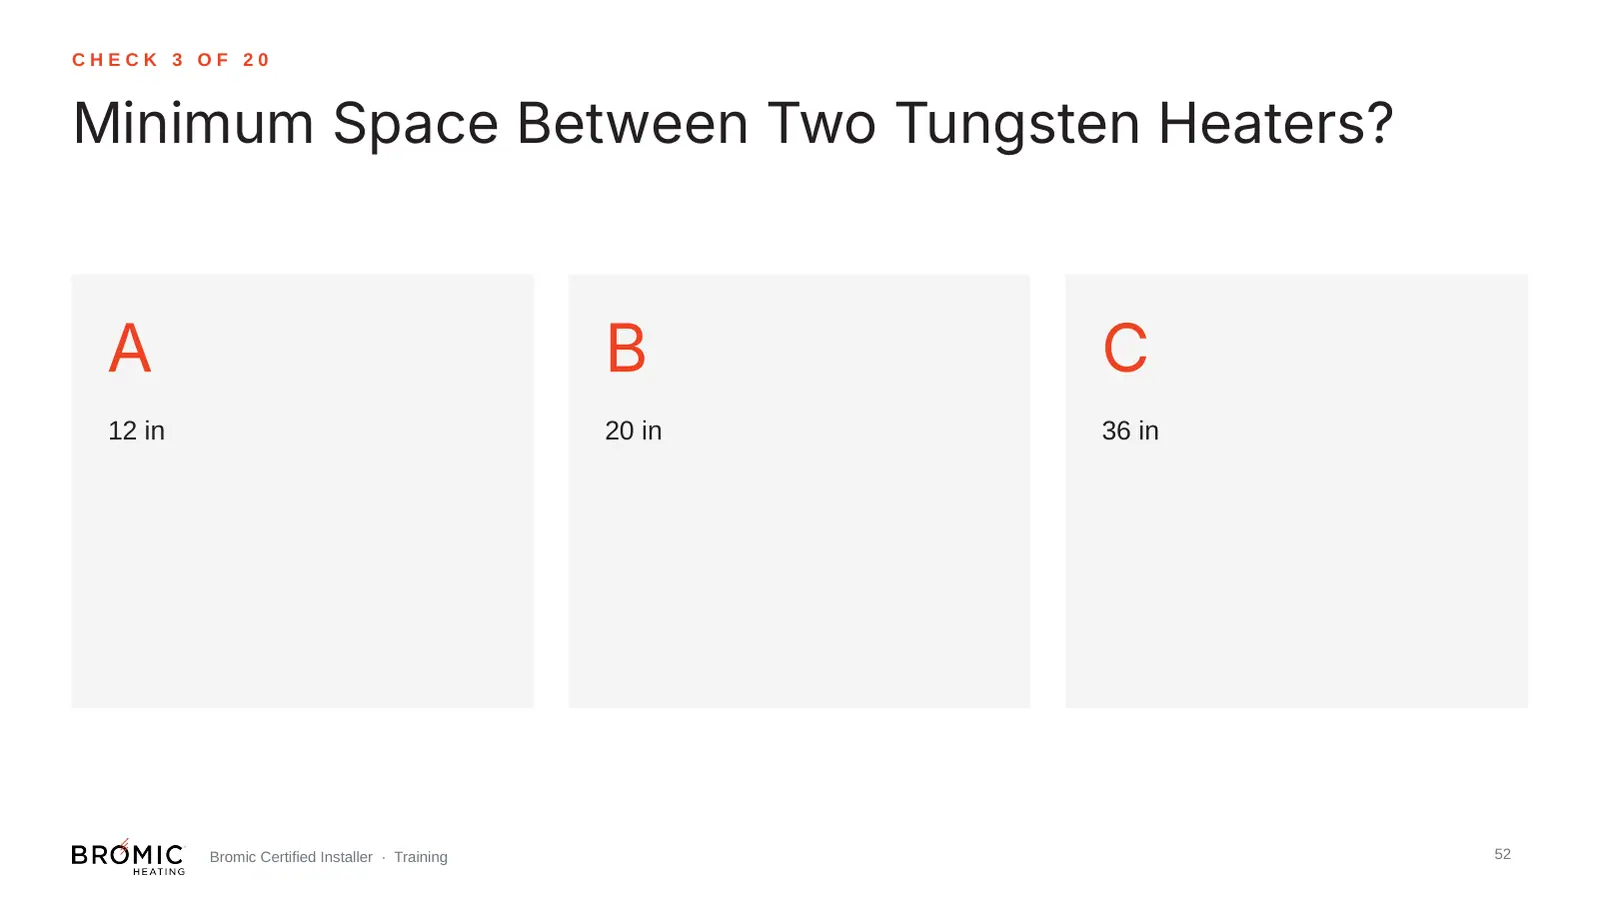 CHECK 3 OF 20
Minimum Space Between Two Tungsten Heaters?
A
12 in
B
20 in
C
36 in
BROMIC
HEATING
Bromic Certified Installer · Training
52